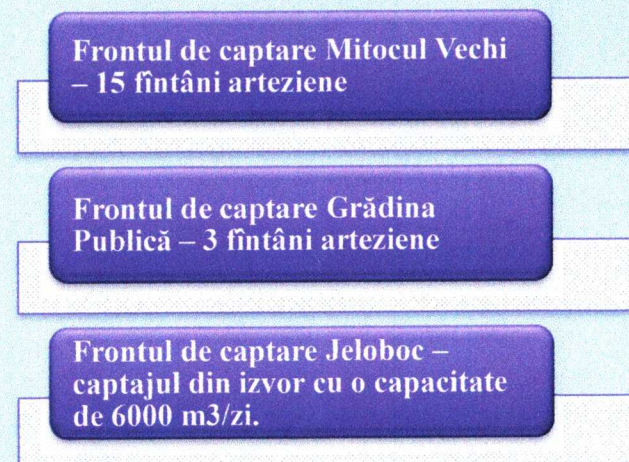 Frontul de captare Mitocul Vechi
– 15 fîntâni arteziene
Frontul de captare Grădina
Publică – 3 fîntâni arteziene
Frontul de captare Jeloboc –
captajul din izvor cu o capacitate
de 6000 m3/zi.